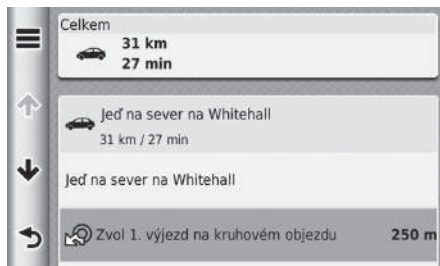 Celkem
31 km
27 min
Jeď na sever na Whitehall
31 km / 27 min
Jeď na sever na Whitehall
Zvol 1. výjezd na kruhovém objezdu 250 m